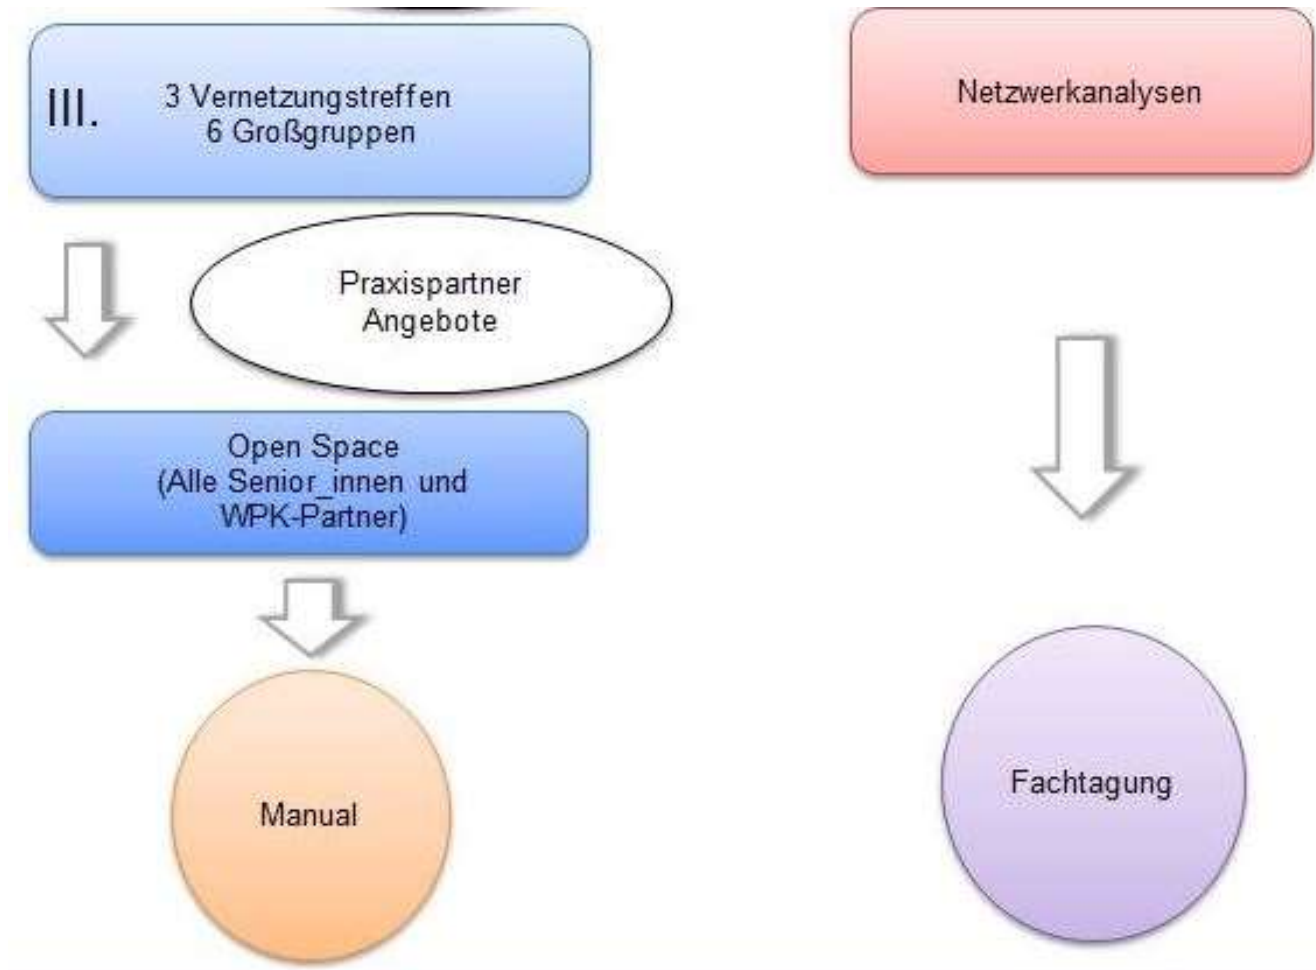 III.
3 Vernetzungstreffen
6 Großgruppen
Netzwerkanalysen
Praxispartner
Angebote
Open Space
(Alle Senior_innen und
WPK-Partner)
Manual
Fachtagung